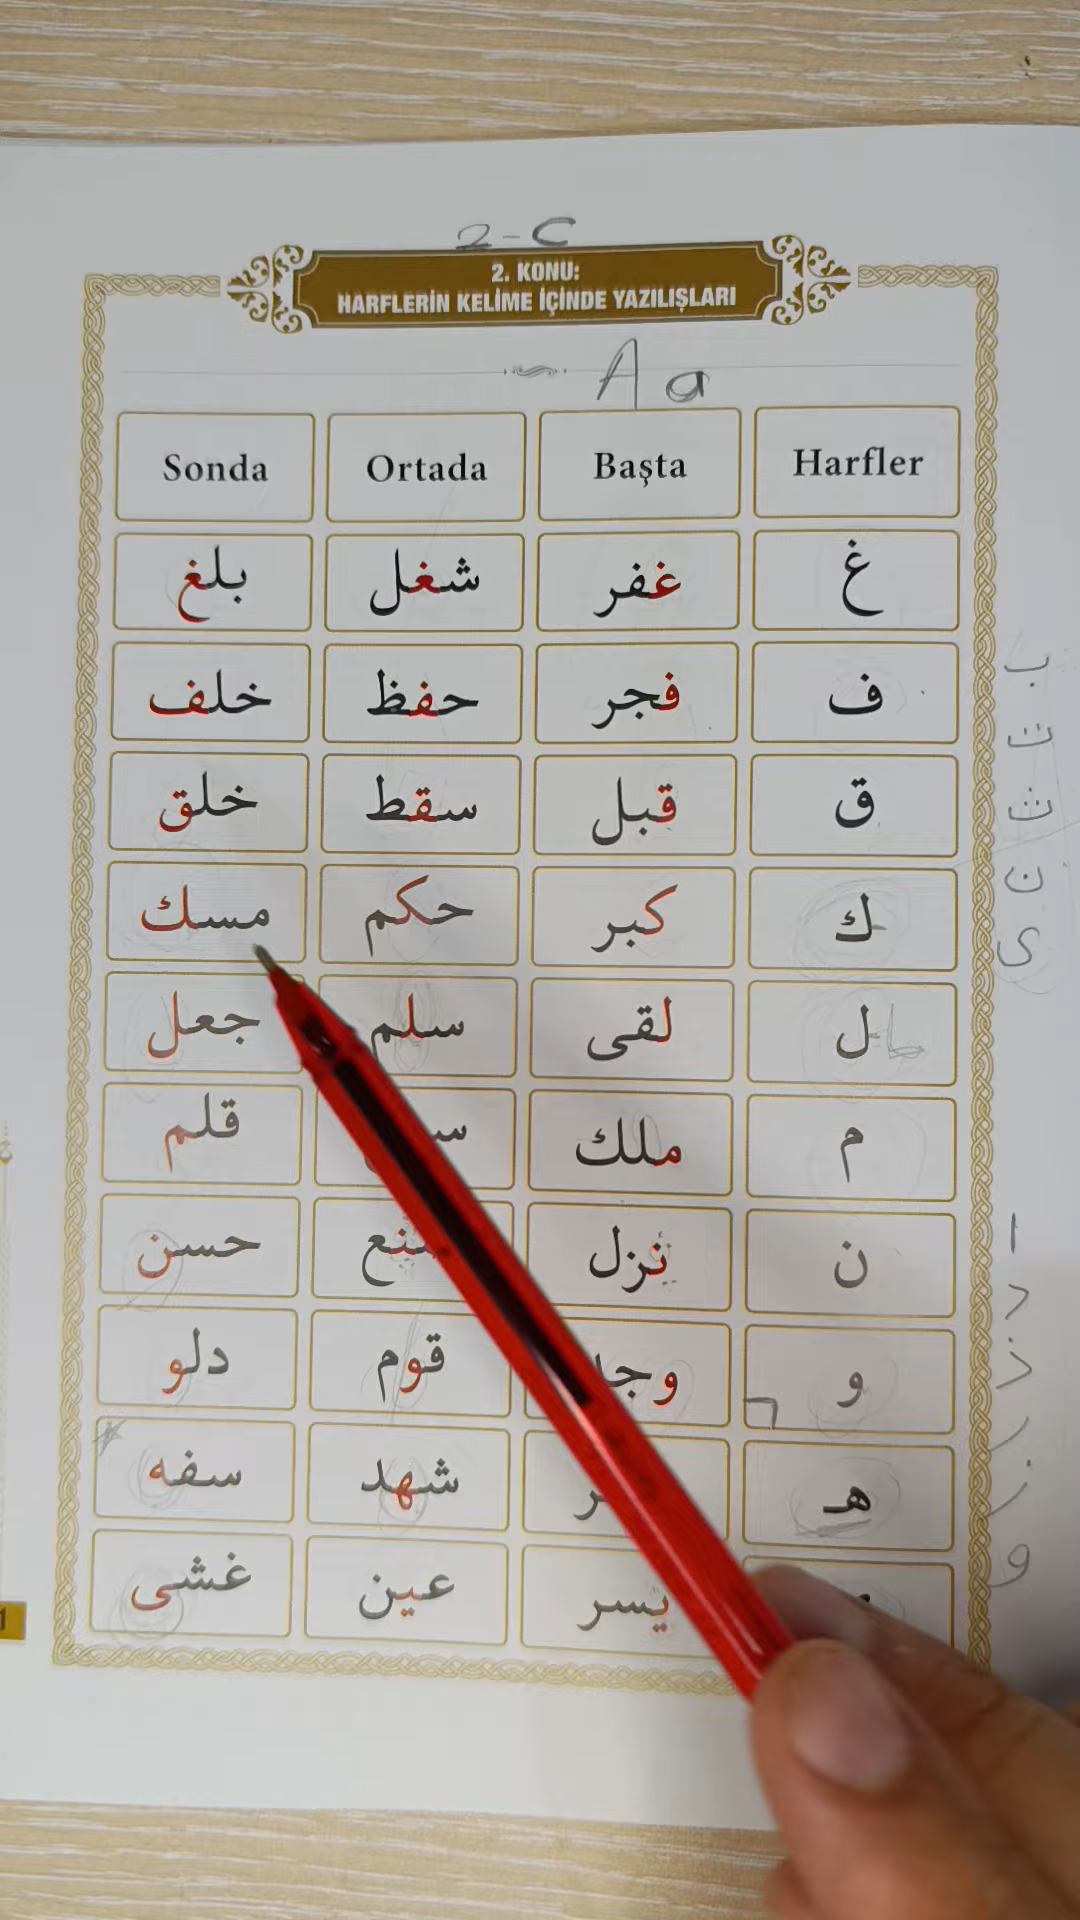 2-C
2. KONU:
HARFLERİN KELİME İÇİNDE YAZILIŞLARI
A a
Harfler Başta Ortada Sonda
غ غفر شغل بلغ
ف فجر حفظ خلف
ق قبل سقط خلق
ك كبر حكم مسك
ل لقى سلم جعل
م ملك قلم
ن نزل حسن
و قوم دلو
هـ شهد سفه
يسر عين غشى
ب
ت
ث
ن
ى
ا
د
ذ
ر
ز
و
1